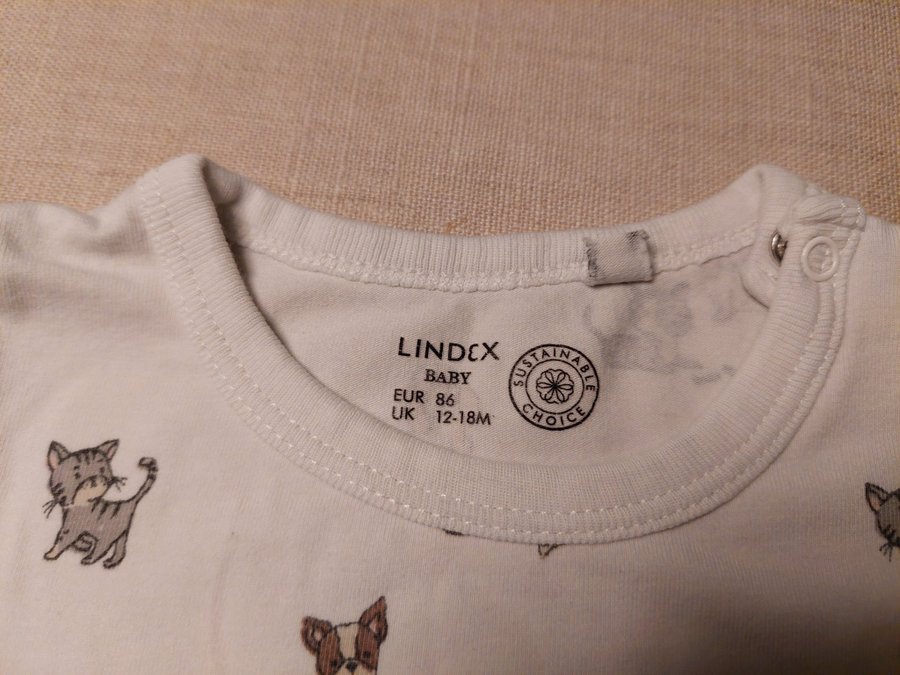 LINDEX
BABY
EUR 86
UK 12-18M
SUSTAINABLE
CHOICE